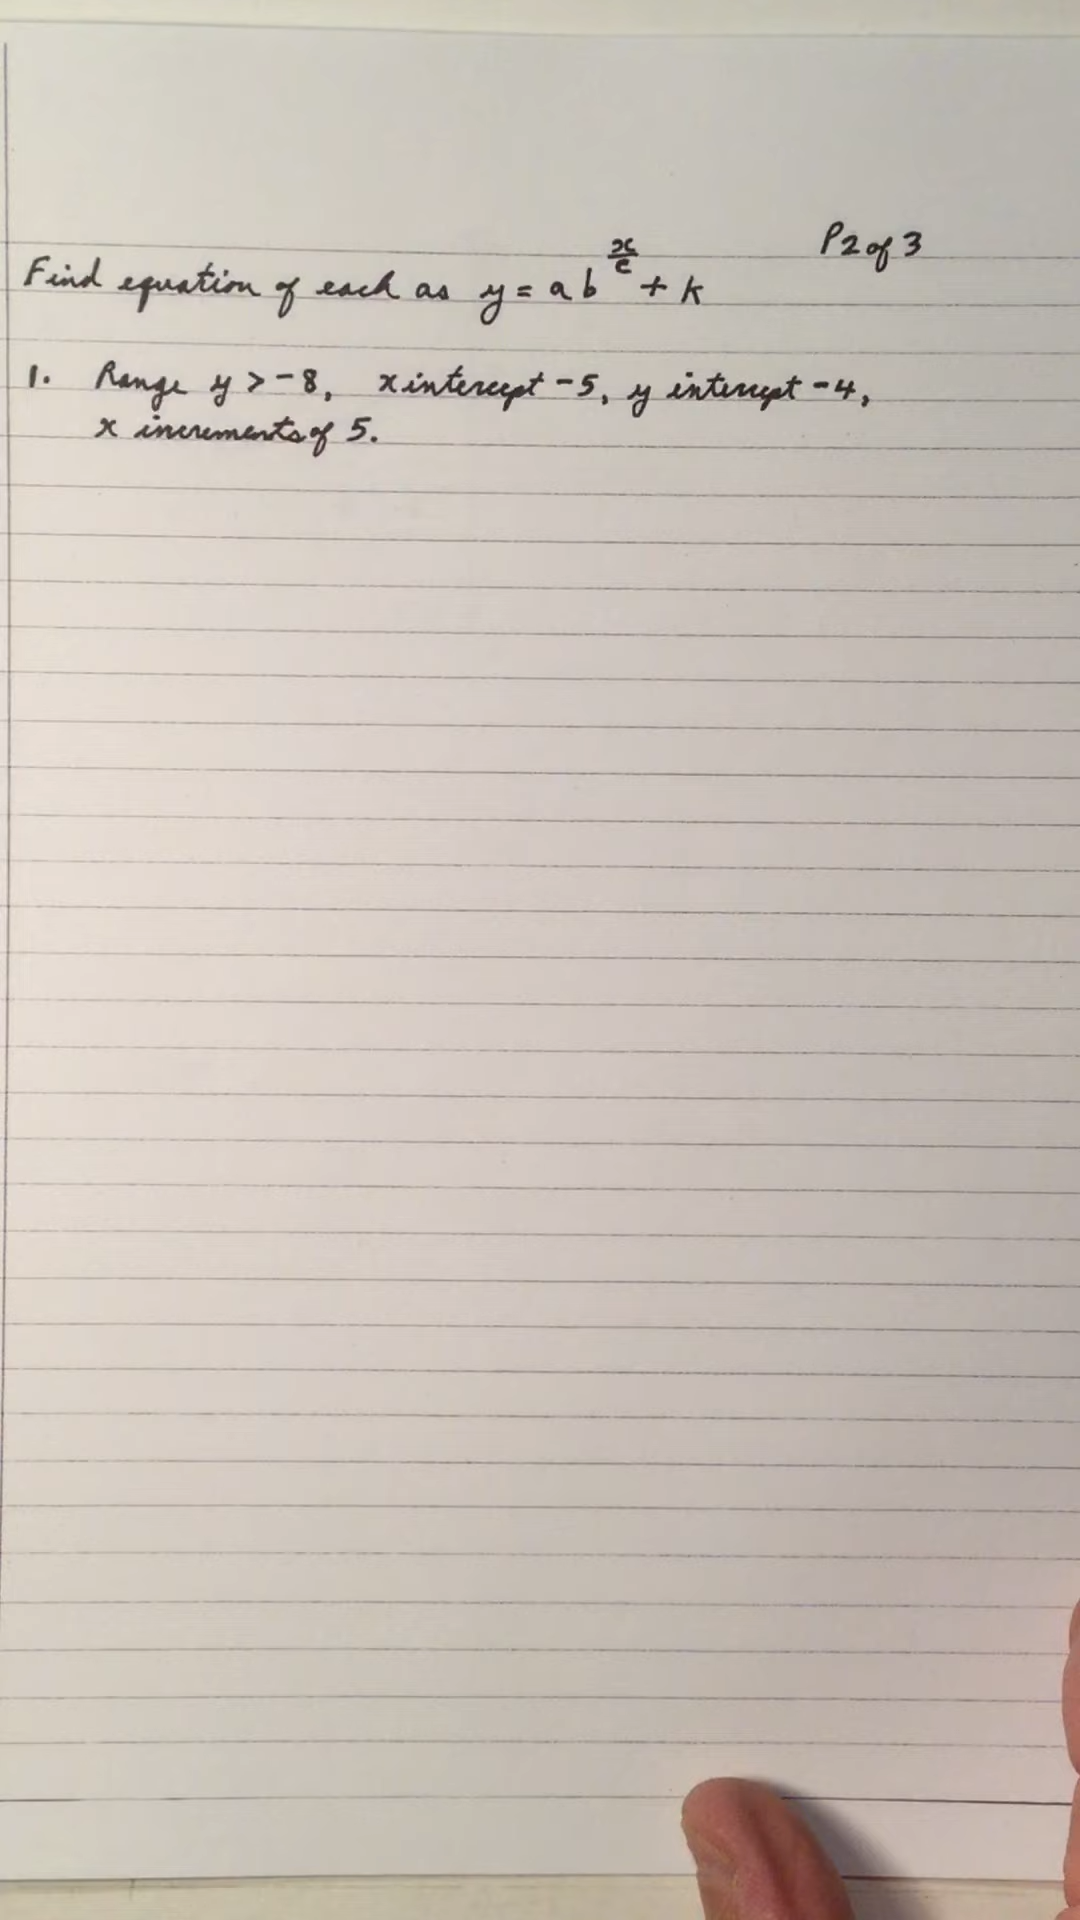 P2 of 3
Find equation of each as y = ab^(x/c) + k
1. Range y > -8, x intercept -5, y intercept -4,
x increments of 5.